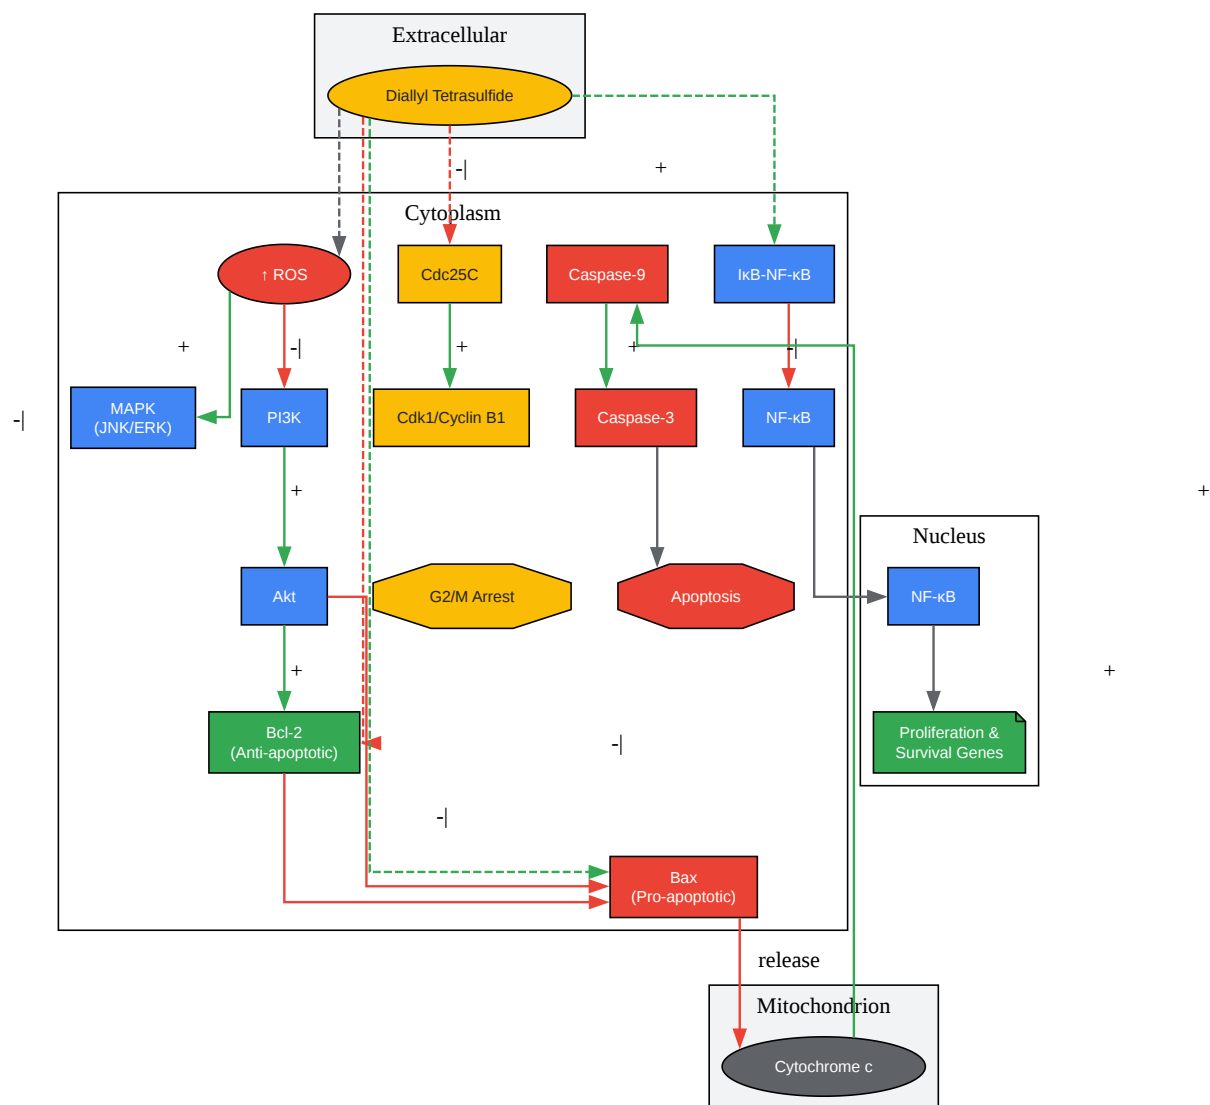 Extracellular
Diallyl Tetrasulfide
-|
+
Cytoplasm
↑ ROS
Cdc25C
Caspase-9
IκB-NF-κB
+
-|
+
+
-|
-|
MAPK
(JNK/ERK)
PI3K
Cdk1/Cyclin B1
Caspase-3
NF-κB
+
+
Nucleus
Akt
G2/M Arrest
Apoptosis
NF-κB
+
+
Bcl-2
(Anti-apoptotic)
-|
Proliferation &
Survival Genes
-|
Bax
(Pro-apoptotic)
release
Mitochondrion
Cytochrome c